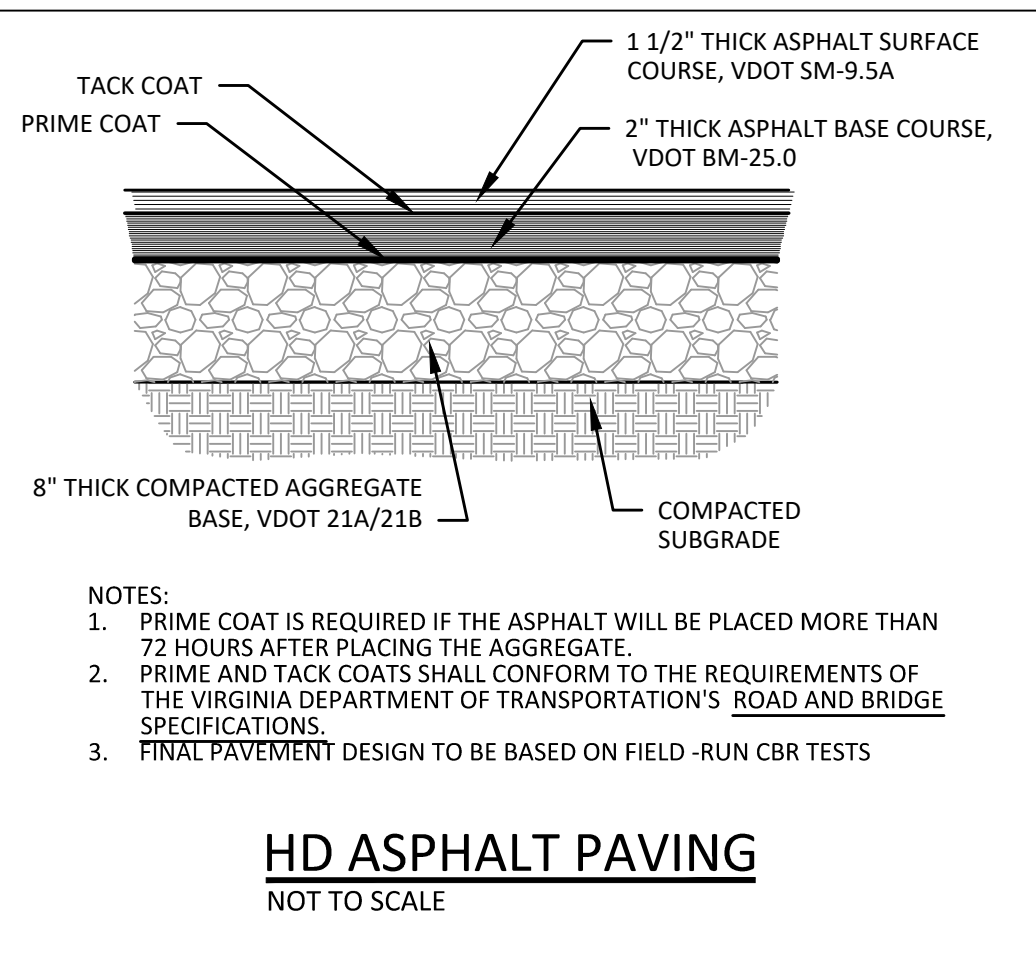 TACK COAT
PRIME COAT
1 1/2" THICK ASPHALT SURFACE
COURSE, VDOT SM-9.5A
2" THICK ASPHALT BASE COURSE,
VDOT BM-25.0
8" THICK COMPACTED AGGREGATE
BASE, VDOT 21A/21B
COMPACTED
SUBGRADE
NOTES:
1. PRIME COAT IS REQUIRED IF THE ASPHALT WILL BE PLACED MORE THAN
72 HOURS AFTER PLACING THE AGGREGATE.
2. PRIME AND TACK COATS SHALL CONFORM TO THE REQUIREMENTS OF
THE VIRGINIA DEPARTMENT OF TRANSPORTATION'S ROAD AND BRIDGE
SPECIFICATIONS.
3. FINAL PAVEMENT DESIGN TO BE BASED ON FIELD -RUN CBR TESTS
HD ASPHALT PAVING
NOT TO SCALE